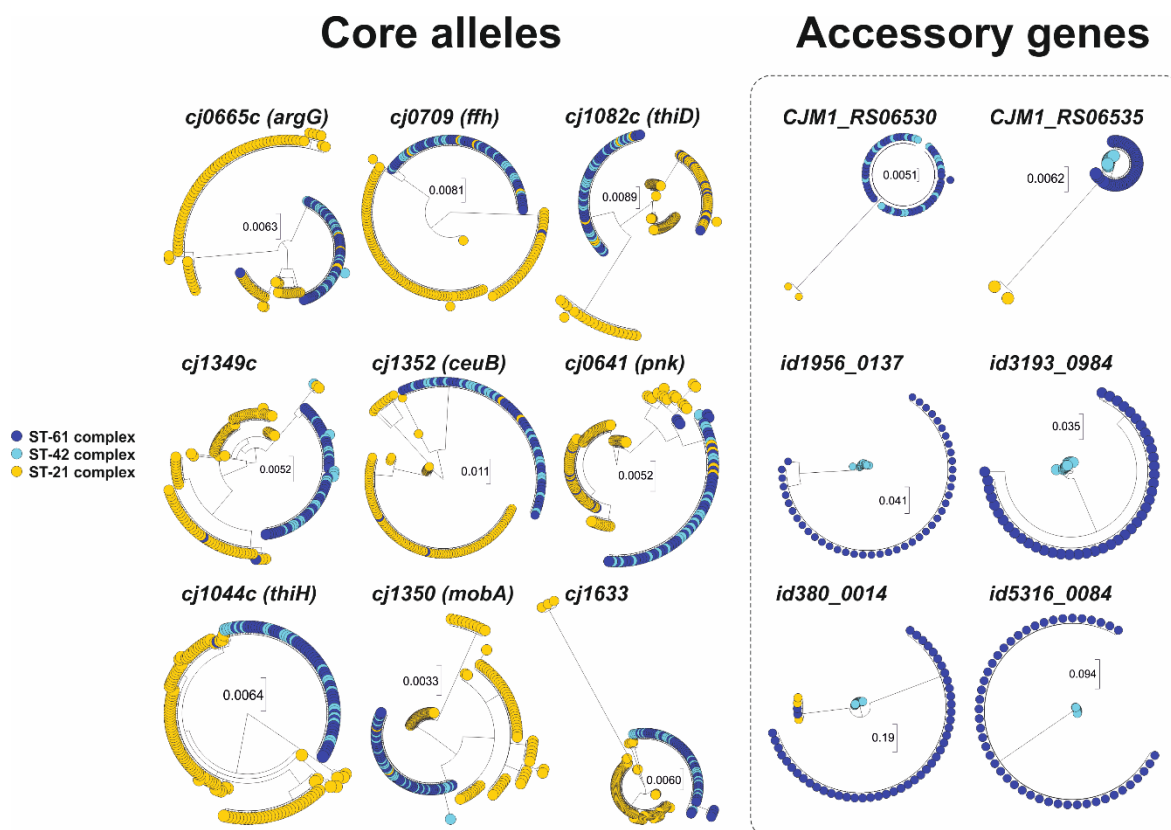 Core alleles
Accessory genes
cj0665c (argG)
cj0709 (ffh)
cj1082c (thiD)
CJM1_RS06530
CJM1_RS06535
0.0063
0.0081
0.0089
0.0051
0.0062
cj1349c
cj1352 (ceuB)
cj0641 (pnk)
id1956_0137
id3193_0984
ST-61 complex
ST-42 complex
ST-21 complex
0.0052
0.011
0.0052
0.041
0.035
cj1044c (thiH)
cj1350 (mobA)
cj1633
id380_0014
id5316_0084
0.0064
0.0033
0.0060
0.19
0.094